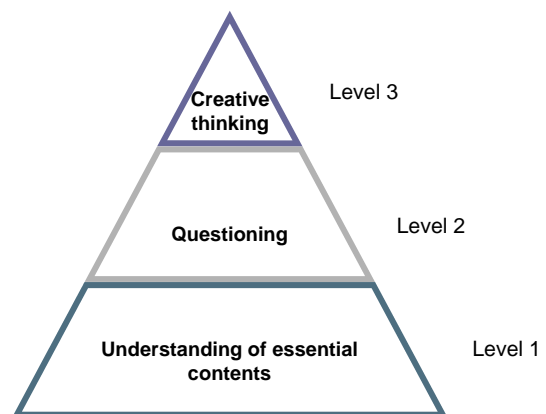 Creative
thinking
Level 3
Questioning
Level 2
Understanding of essential
contents
Level 1